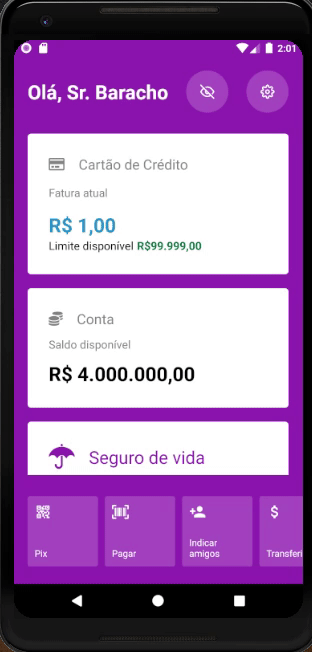 2:01
Olá, Sr. Baracho
Cartão de Crédito
Fatura atual
R$ 1,00
Limite disponível R$99.999,00
Conta
Saldo disponível
R$ 4.000.000,00
Seguro de vida
Pix
Pagar
Indicar
amigos
Transferi